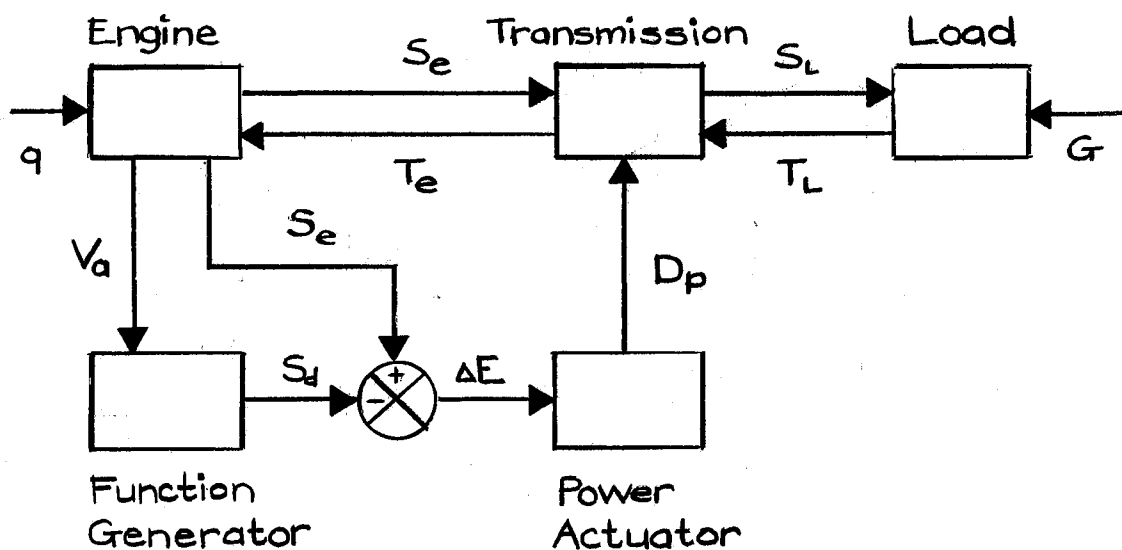 Engine
Transmission
Load
Se
SL
q
Te
TL
G
Se
Va
Dp
Sd
+
-
ΔE
Function
Generator
Power
Actuator